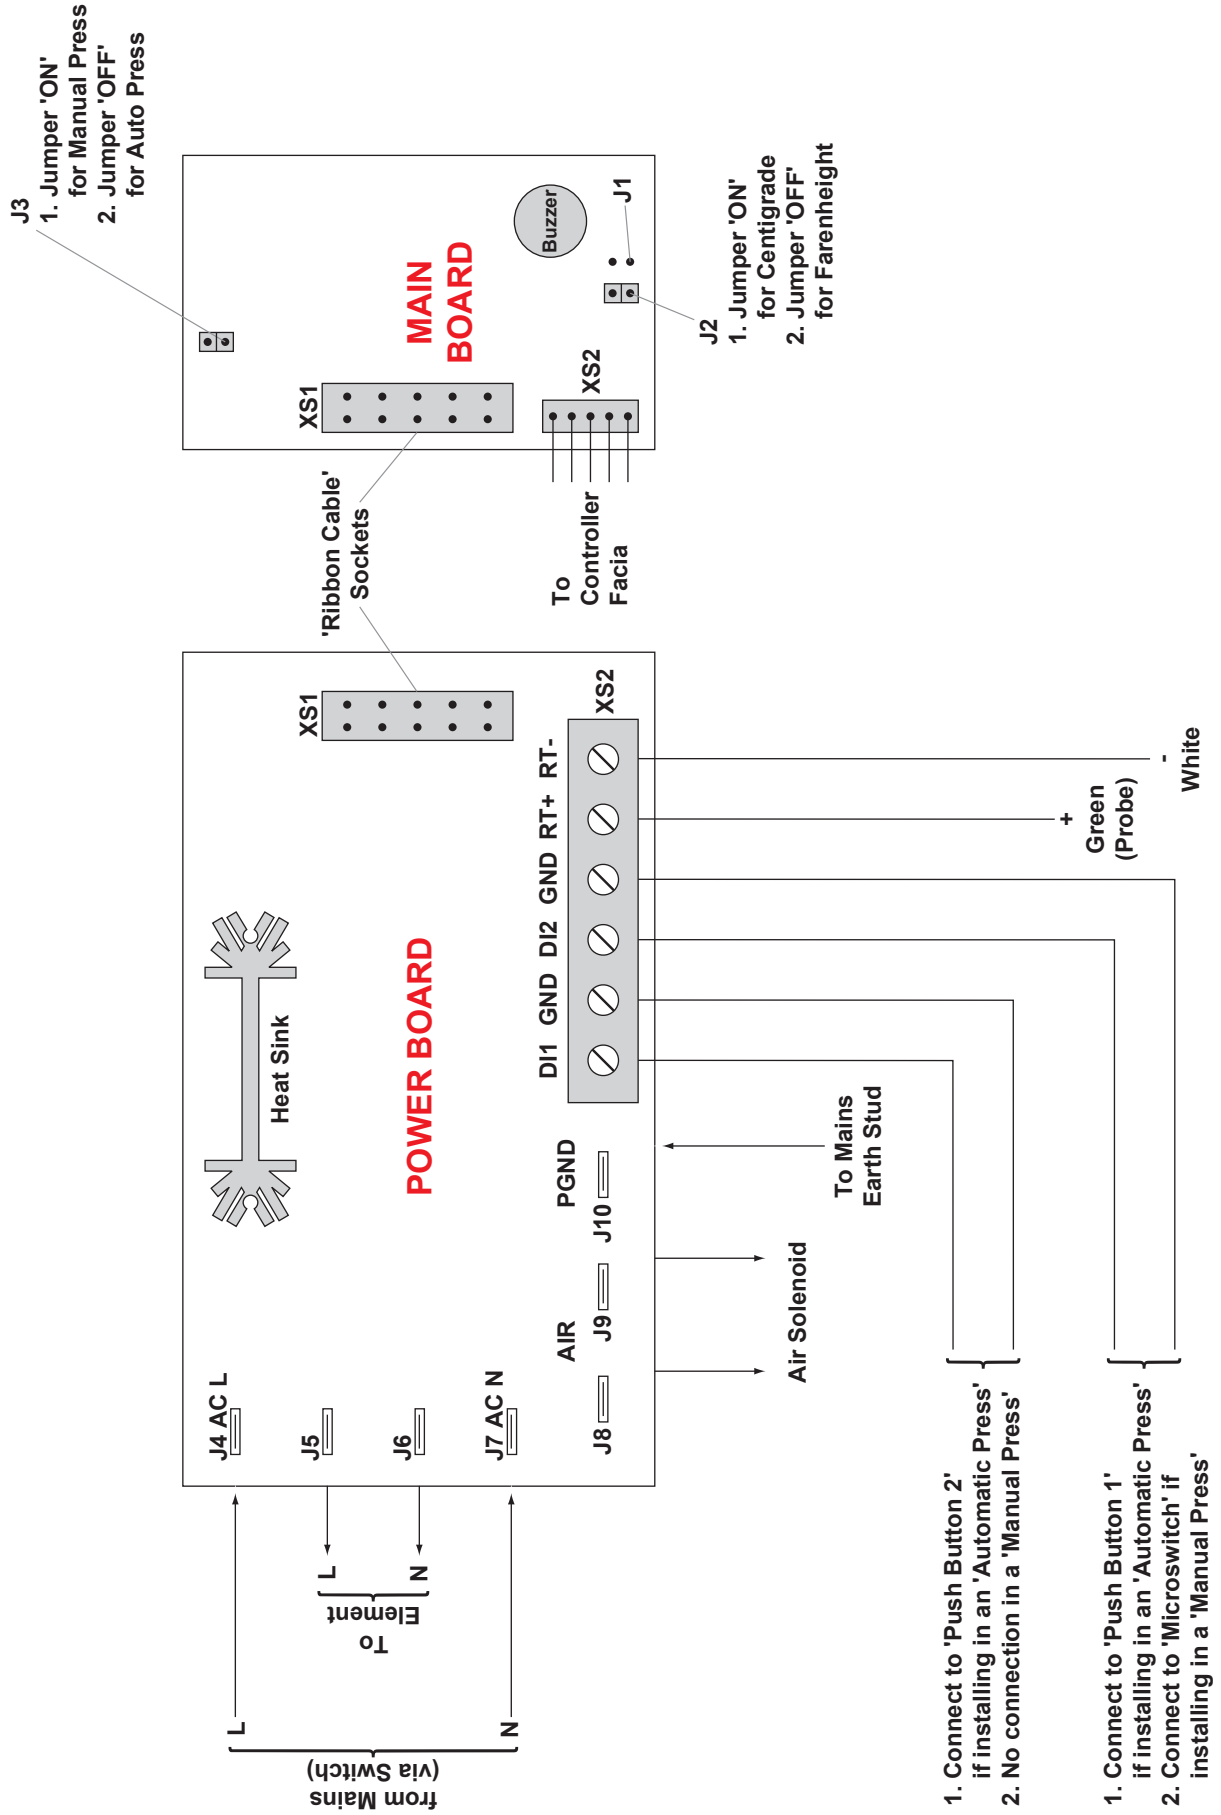 J3
1. Jumper 'ON'
for Manual Press
2. Jumper 'OFF'
for Auto Press
MAIN
BOARD
XS1
Buzzer
J1
XS2
J2
1. Jumper 'ON'
for Centigrade
2. Jumper 'OFF'
for Farenheight
To
Controller
Facia
'Ribbon Cable'
Sockets
XS1
POWER BOARD
Heat Sink
J4 AC L
J5
J6
J7 AC N
J8
AIR
J9
J10
PGND
DI1
GND
DI2
GND
RT+
RT-
XS2
L
N
To
Element
L
N
from Mains
(via Switch)
Air Solenoid
To Mains
Earth Stud
+
Green
(Probe)
-
White
1. Connect to 'Push Button 2'
if installing in an 'Automatic Press'
2. No connection in a 'Manual Press'
1. Connect to 'Push Button 1'
if installing in an 'Automatic Press'
2. Connect to 'Microswitch' if
installing in a 'Manual Press'